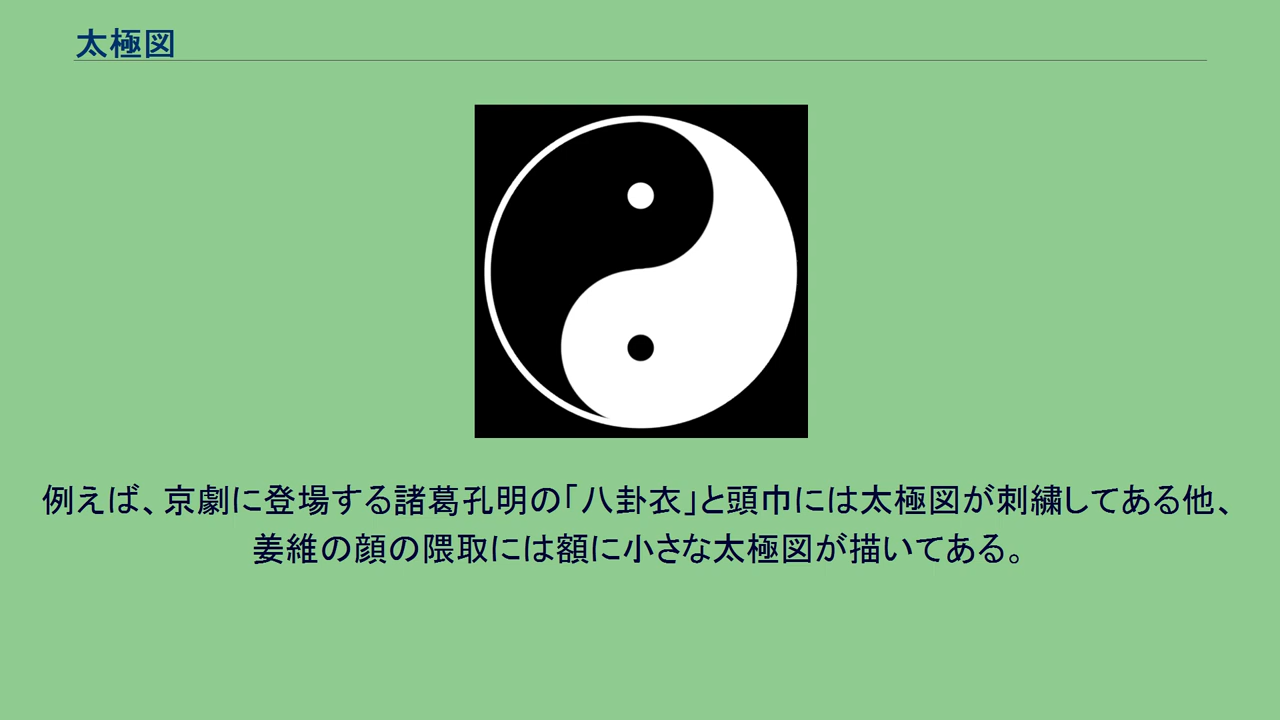 太極図
例えば、京劇に登場する諸葛孔明の「八卦衣」と頭巾には太極図が刺繍してある他、
姜維の顔の隈取には額に小さな太極図が描いてある。